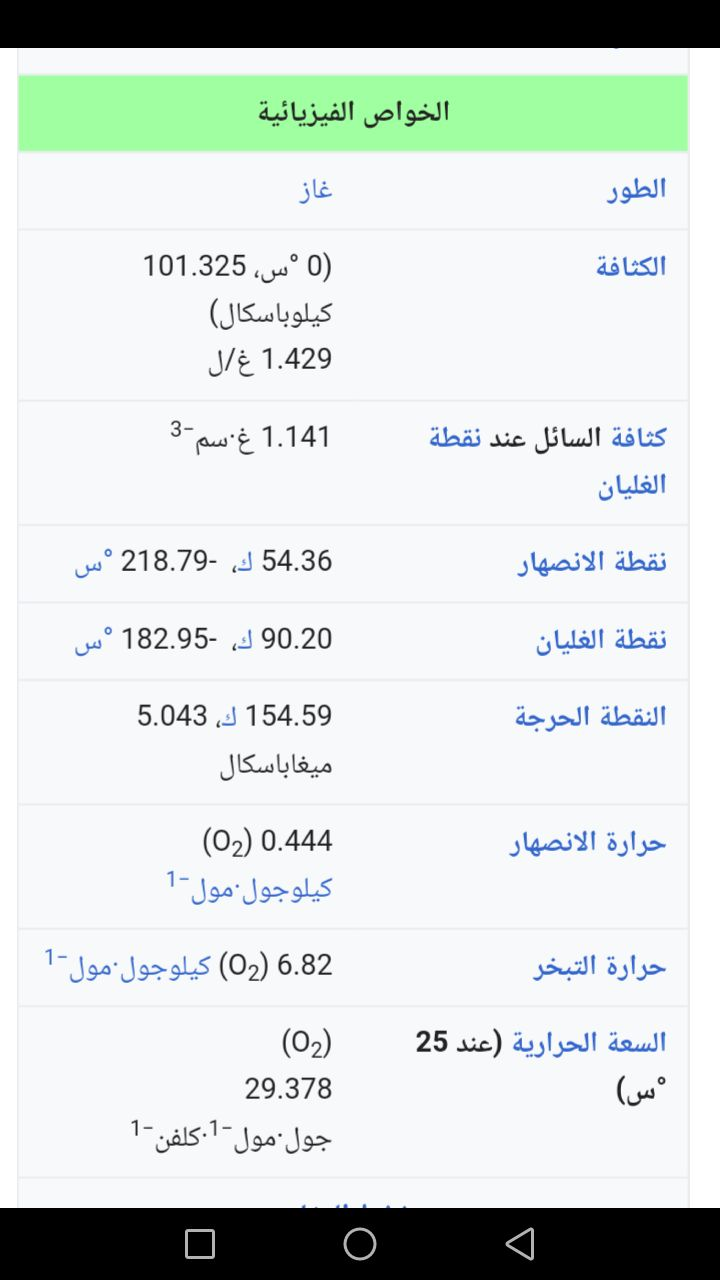 الخواص الفيزيائية
الطور غاز
الكثافة (0 °س، 101.325
كيلوباسكال)
1.429 غ/ل
كثافة السائل عند نقطة 1.141 غ·سم−3
الغليان
نقطة الانصهار 54.36 ك، ‎-218.79 °س
نقطة الغليان 90.20 ك، ‎-182.95 °س
النقطة الحرجة 154.59 ك، 5.043
ميغاباسكال
حرارة الانصهار 0.444 (O2)
كيلوجول·مول−1
حرارة التبخر 6.82 (O2) كيلوجول·مول−1
السعة الحرارية (عند 25 (O2)
°س) 29.378
جول·مول−1·كلفن−1